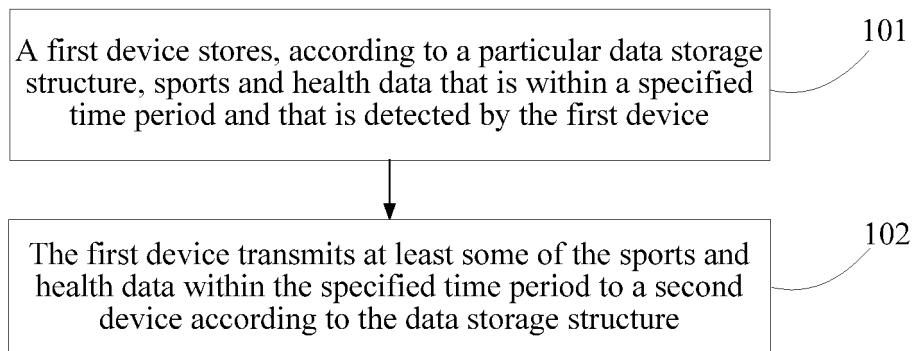 A first device stores, according to a particular data storage
structure, sports and health data that is within a specified
time period and that is detected by the first device
101
The first device transmits at least some of the sports and
health data within the specified time period to a second
device according to the data storage structure
102